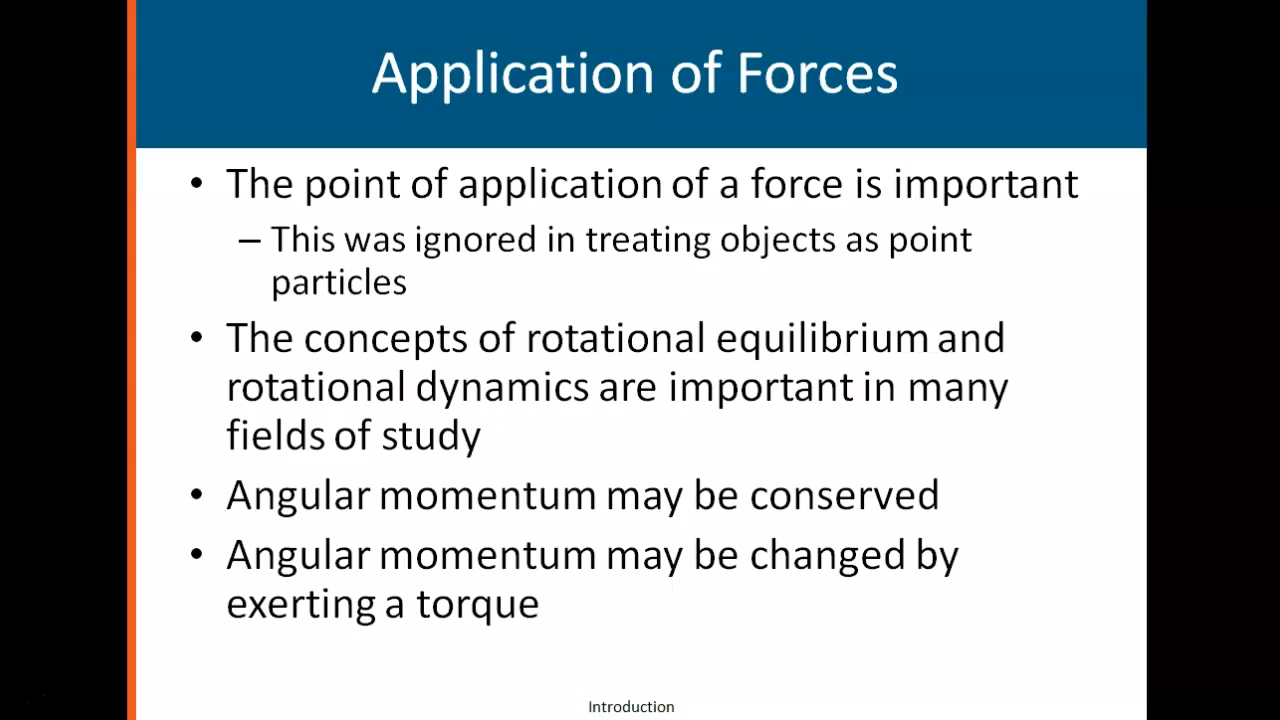 Application of Forces
• The point of application of a force is important
– This was ignored in treating objects as point
particles
• The concepts of rotational equilibrium and
rotational dynamics are important in many
fields of study
• Angular momentum may be conserved
• Angular momentum may be changed by
exerting a torque
Introduction